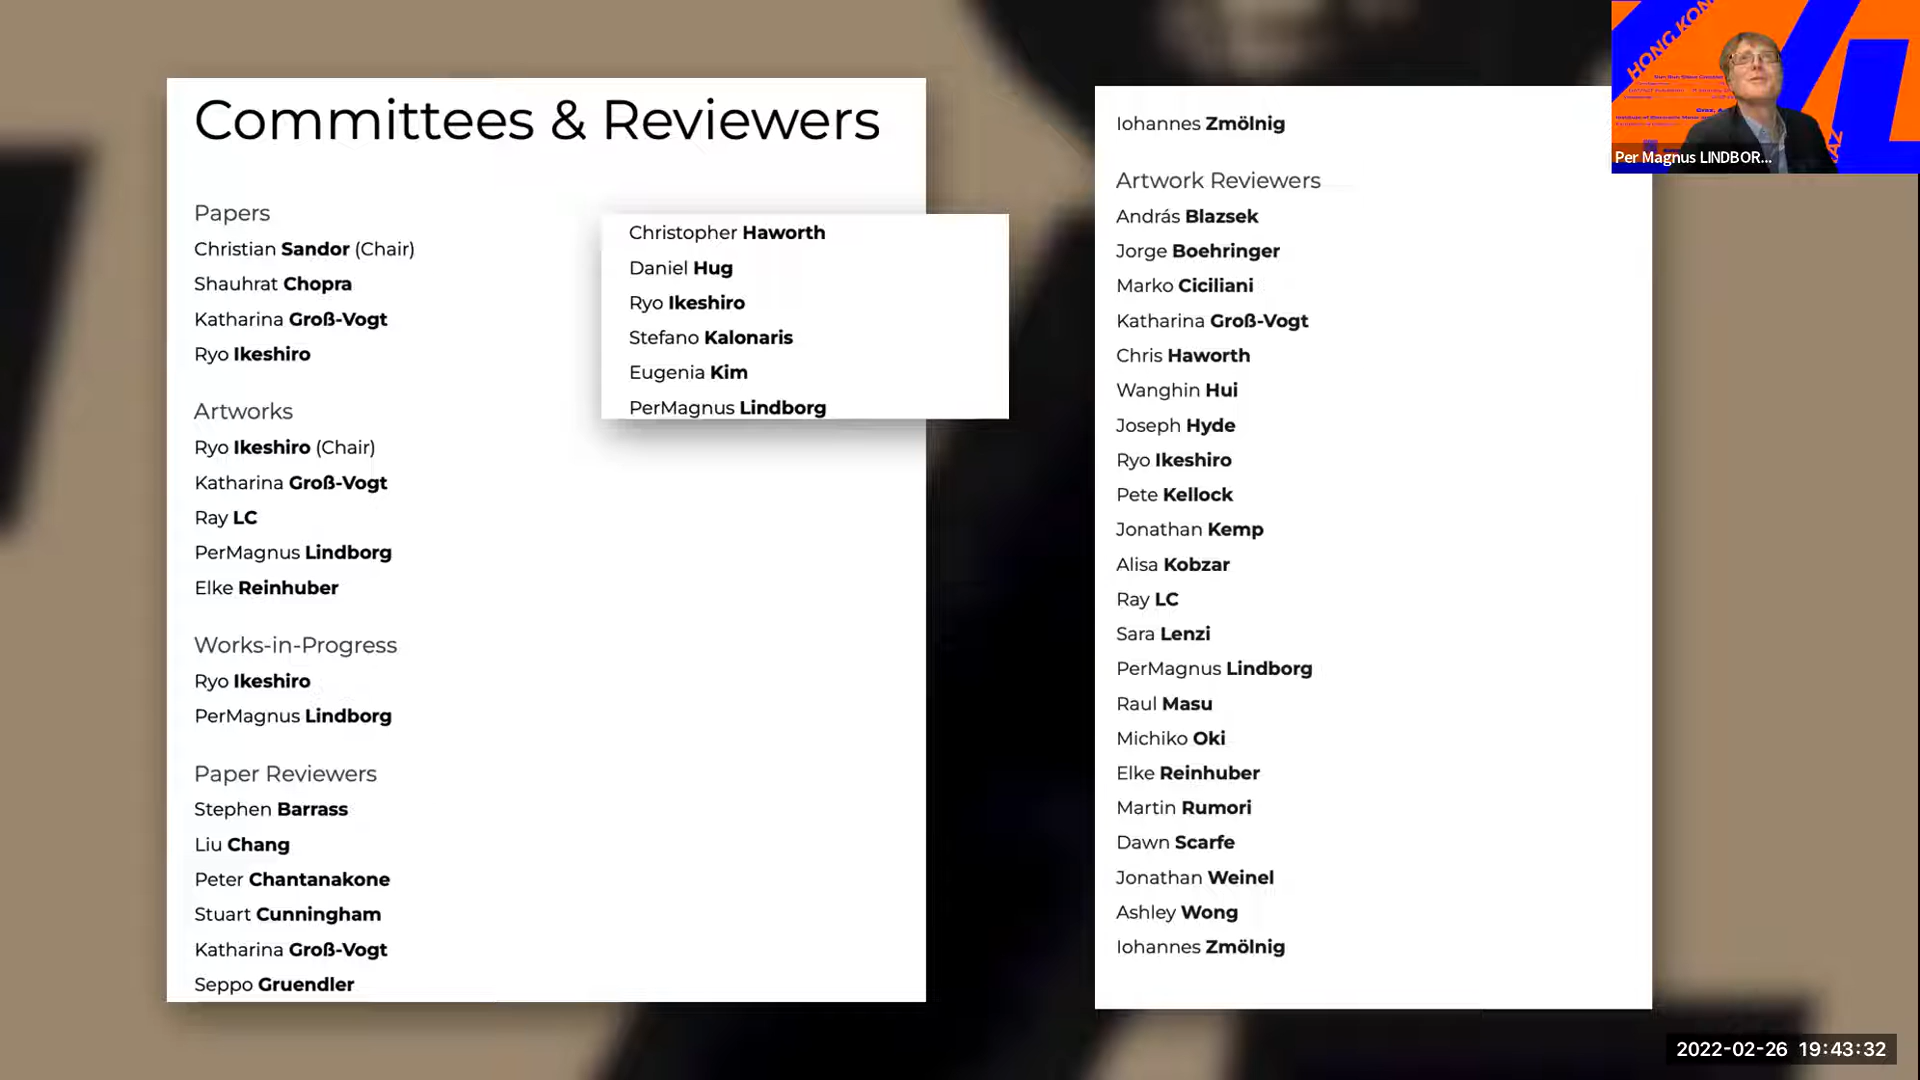 Committees & Reviewers
Papers
Christian Sandor (Chair)
Shauhrat Chopra
Katharina Groß-Vogt
Ryo Ikeshiro
Artworks
Ryo Ikeshiro (Chair)
Katharina Groß-Vogt
Ray LC
PerMagnus Lindborg
Elke Reinhuber
Works-in-Progress
Ryo Ikeshiro
PerMagnus Lindborg
Paper Reviewers
Stephen Barrass
Liu Chang
Peter Chantanakone
Stuart Cunningham
Katharina Groß-Vogt
Seppo Gruendler
Christopher Haworth
Daniel Hug
Ryo Ikeshiro
Stefano Kalonaris
Eugenia Kim
PerMagnus Lindborg
Iohannes Zmölnig
Artwork Reviewers
András Blazsek
Jorge Boehringer
Marko Ciciliani
Katharina Groß-Vogt
Chris Haworth
Wanghin Hui
Joseph Hyde
Ryo Ikeshiro
Pete Kellock
Jonathan Kemp
Alisa Kobzar
Ray LC
Sara Lenzi
PerMagnus Lindborg
Raul Masu
Michiko Oki
Elke Reinhuber
Martin Rumori
Dawn Scarfe
Jonathan Weinel
Ashley Wong
Iohannes Zmölnig
HONG KON
Per Magnus LINDBOR...
2022-02-26 19:43:32